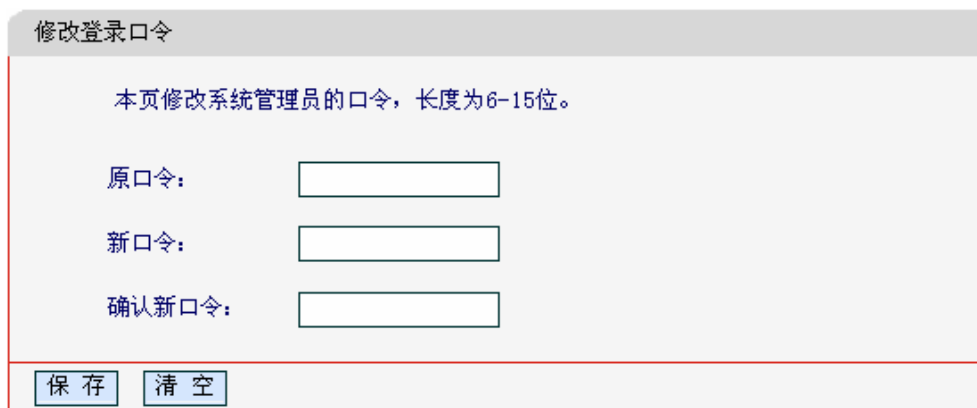 修改登录口令
本页修改系统管理员的口令，长度为6-15位。
原口令：
新口令：
确认新口令：
保 存 清 空